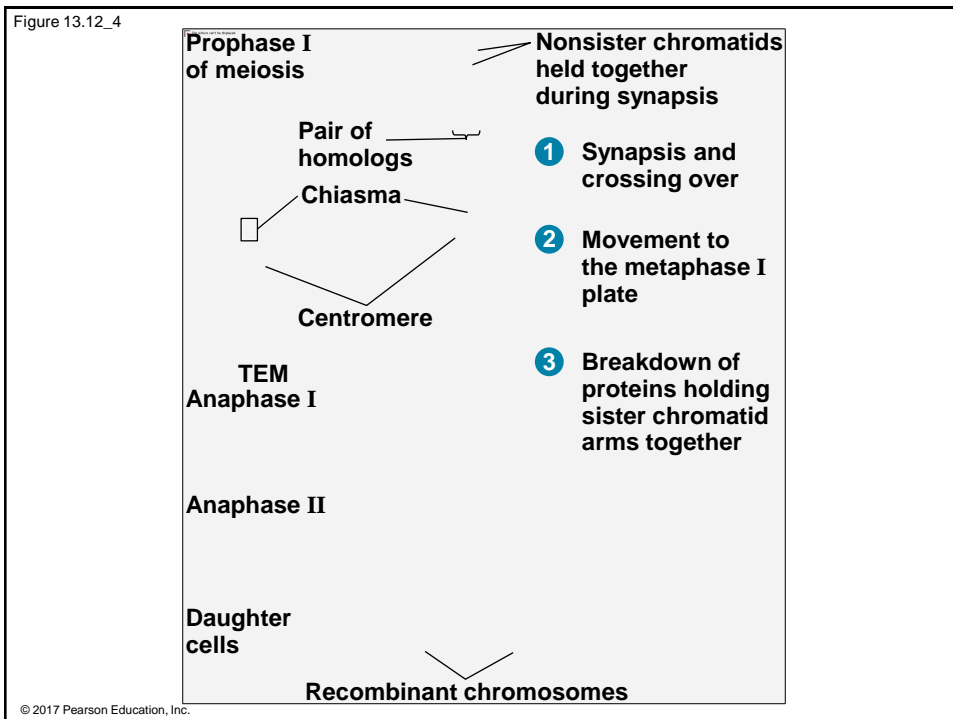 Figure 13.12_4
Prophase I
of meiosis
Nonsister chromatids
held together
during synapsis
Pair of
homologs
1 Synapsis and
crossing over
Chiasma
2 Movement to
the metaphase I
plate
Centromere
3 Breakdown of
proteins holding
sister chromatid
arms together
TEM
Anaphase I
Anaphase II
Daughter
cells
Recombinant chromosomes
© 2017 Pearson Education, Inc.